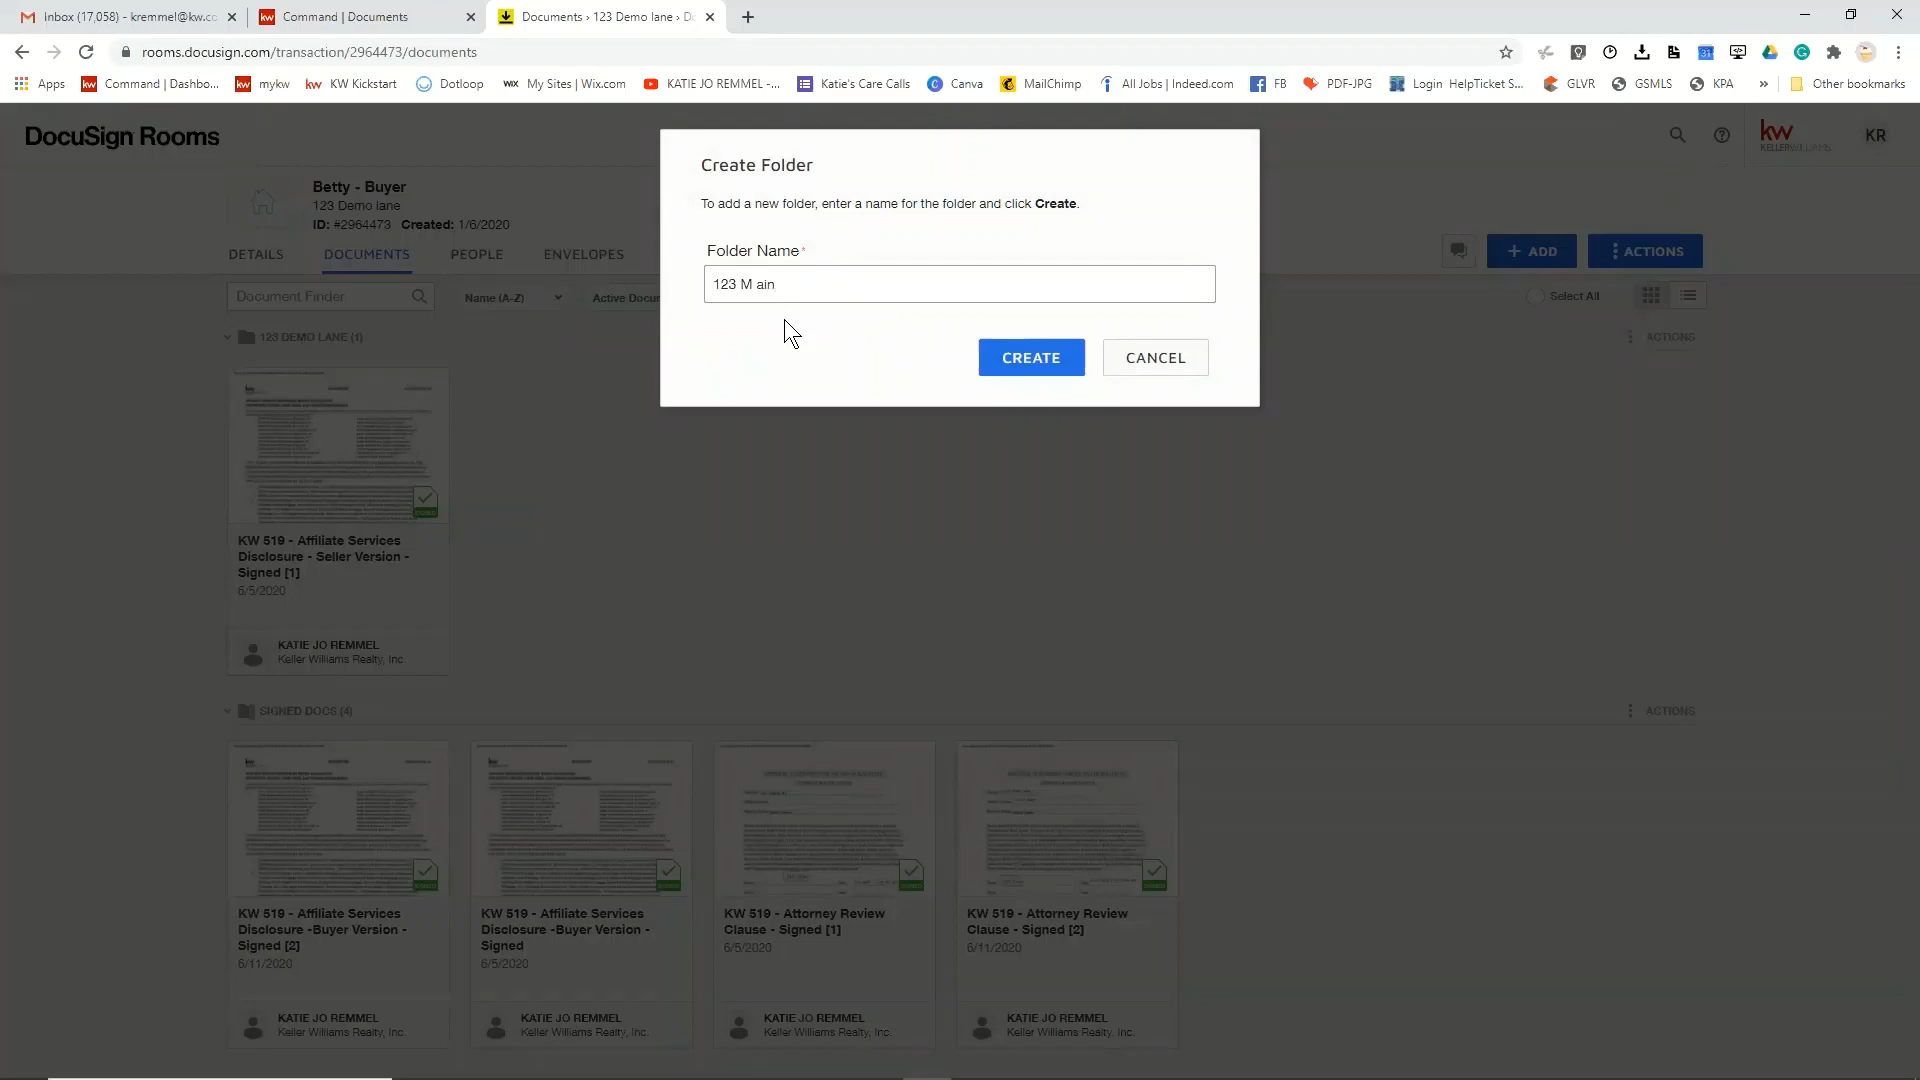 Inbox (17,058) - kremmel@kw.cc
Command | Documents
Documents › 123 Demo lane › Do
rooms.docusign.com/transaction/2964473/documents
Apps
Command | Dashbo...
mykw
KW Kickstart
Dotloop
My Sites | Wix.com
KATIE JO REMMEL -...
Katie's Care Calls
Canva
MailChimp
All Jobs | Indeed.com
FB
PDF-JPG
Login HelpTicket S...
GLVR
GSMLS
KPA
»
Other bookmarks
DocuSign Rooms
kw
KELLERWILLIAMS.
KR
Betty - Buyer
123 Demo lane
ID: #2964473 Created: 1/6/2020
DETAILS
DOCUMENTS
PEOPLE
ENVELOPES
+ ADD
ACTIONS
Create Folder
To add a new folder, enter a name for the folder and click Create.
Folder Name*
123 M ain
CREATE
CANCEL
Document Finder
Name (A-Z)
Active Docur
Select All
123 DEMO LANE (1)
ACTIONS
KW 519 - Affiliate Services
Disclosure - Seller Version -
Signed [1]
6/5/2020
KATIE JO REMMEL
Keller Williams Realty, Inc.
SIGNED DOCS (4)
ACTIONS
KW 519 - Affiliate Services
Disclosure -Buyer Version -
Signed [2]
6/11/2020
KATIE JO REMMEL
Keller Williams Realty, Inc.
KW 519 - Affiliate Services
Disclosure -Buyer Version -
Signed
6/5/2020
KATIE JO REMMEL
Keller Williams Realty, Inc.
KW 519 - Attorney Review
Clause - Signed [1]
6/5/2020
KATIE JO REMMEL
Keller Williams Realty, Inc.
KW 519 - Attorney Review
Clause - Signed [2]
6/11/2020
KATIE JO REMMEL
Keller Williams Realty, Inc.